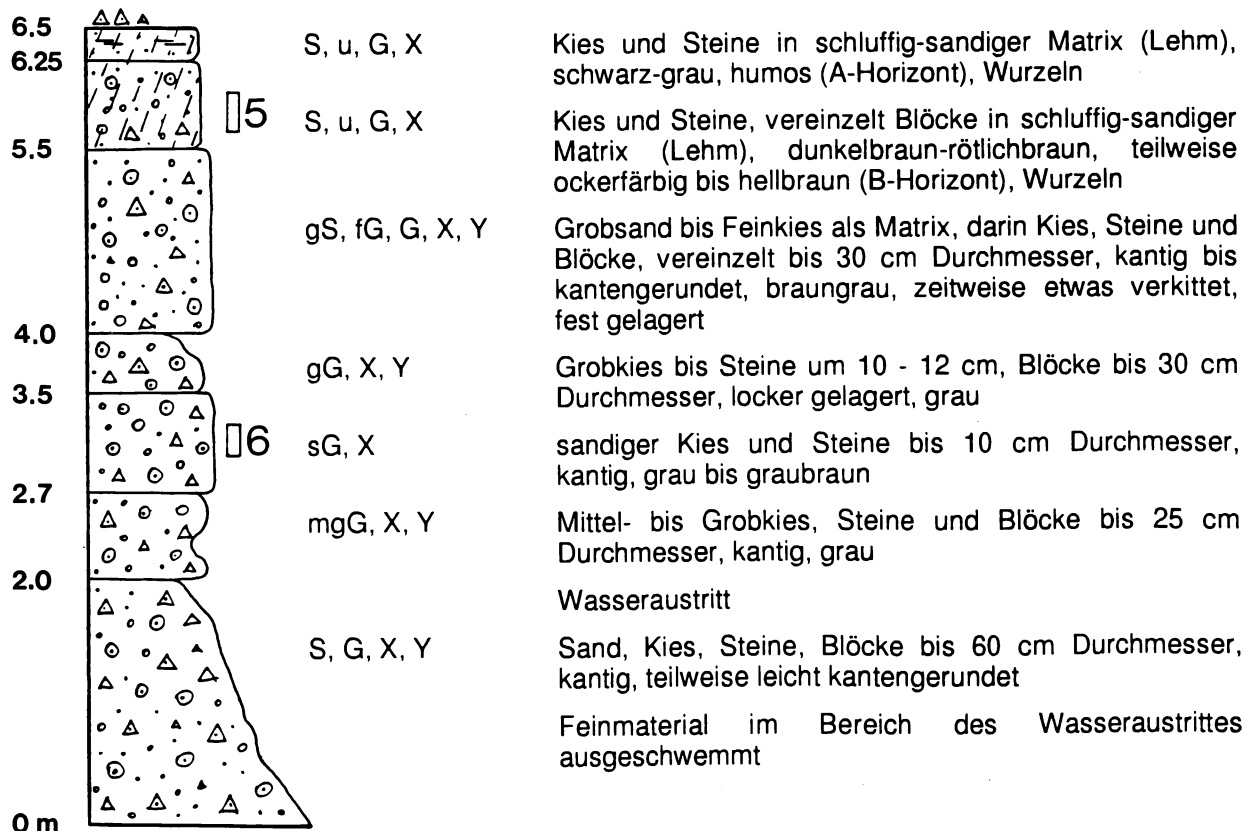 6.5
S, u, G, X
Kies und Steine in schluffig-sandiger Matrix (Lehm),
6.25
schwarz-grau, humos (A-Horizont), Wurzeln
5
S, u, G, X
Kies und Steine, vereinzelt Blöcke in schluffig-sandiger
5.5
Matrix (Lehm), dunkelbraun-rötlichbraun, teilweise
ockerfärbig bis hellbraun (B-Horizont), Wurzeln
gS, fG, G, X, Y
Grobsand bis Feinkies als Matrix, darin Kies, Steine und
Blöcke, vereinzelt bis 30 cm Durchmesser, kantig bis
kantengerundet, braungrau, zeitweise etwas verkittet,
fest gelagert
4.0
gG, X, Y
Grobkies bis Steine um 10 - 12 cm, Blöcke bis 30 cm
Durchmesser, locker gelagert, grau
3.5
6
sG, X
sandiger Kies und Steine bis 10 cm Durchmesser,
kantig, grau bis graubraun
2.7
mgG, X, Y
Mittel- bis Grobkies, Steine und Blöcke bis 25 cm
Durchmesser, kantig, grau
2.0
Wasseraustritt
S, G, X, Y
Sand, Kies, Steine, Blöcke bis 60 cm Durchmesser,
kantig, teilweise leicht kantengerundet
Feinmaterial im Bereich des Wasseraustrittes
ausgeschwemmt
0 m